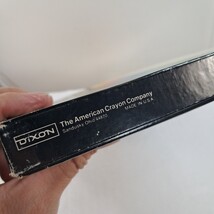 DIXON
The American Crayon Company
Sandusky, Ohio 44870
MADE IN U.S.A.